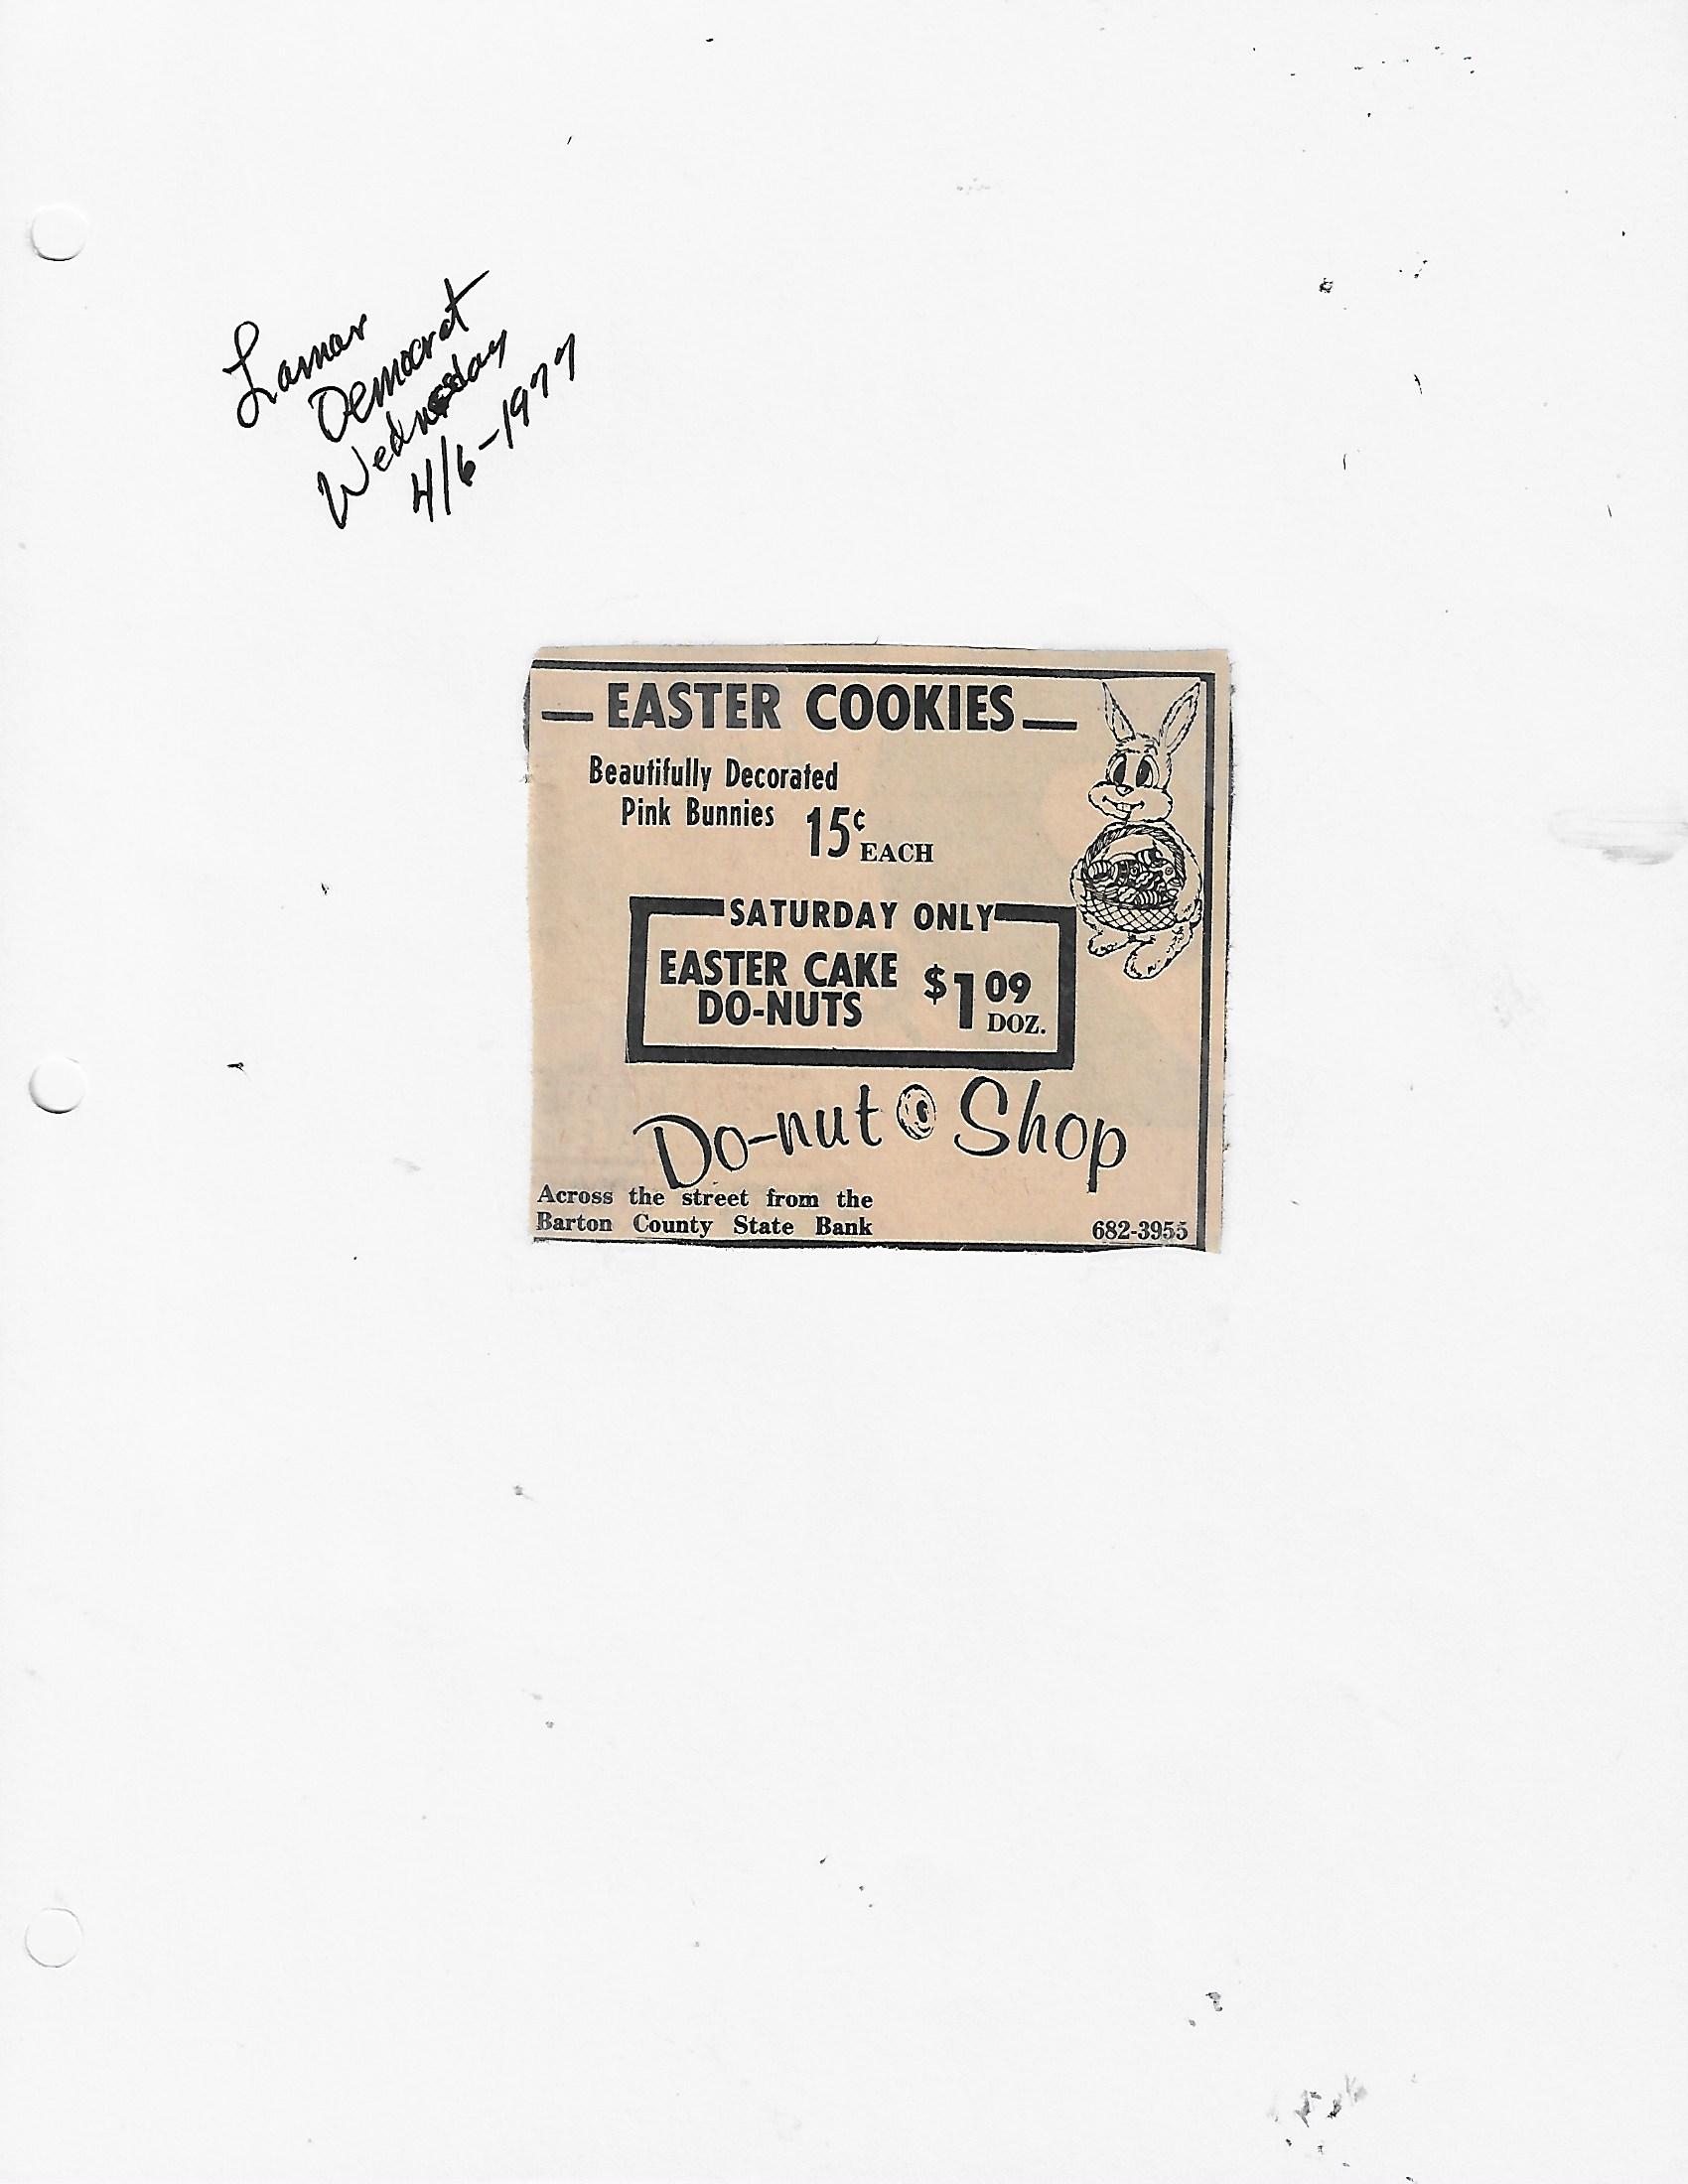 Lamar
Democrat
Wednesday
4/6-1977
EASTER COOKIES
Beautifully Decorated
Pink Bunnies 15¢ EACH
SATURDAY ONLY
EASTER CAKE
DO-NUTS
$1 09 DOZ.
Do-nut Shop
Across the street from the
Barton County State Bank
682-3955